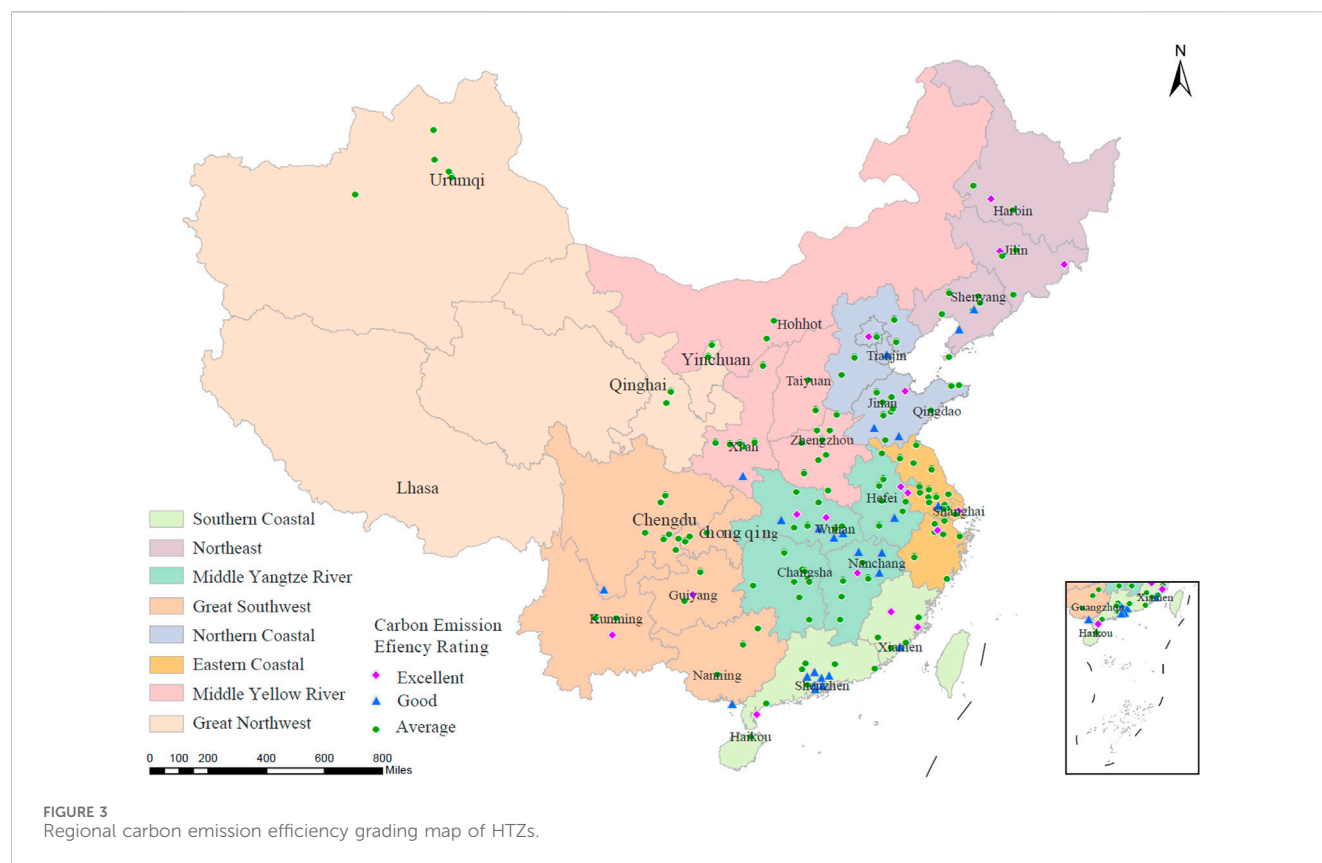 N
Urumqi
Harbin
Jilin
Shenyang
Hohhot
Tianjin
Yinchuan
Taiyuan
Qinghai
Jinan
Qingdao
Zhengzhou
Xi'an
Lhasa
Hefei
Shanghai
Chengdu
chongqing
Wuhan
Nanchang
Changsha
Guiyang
Kunming
Xiamen
Nanning
Shenzhen
Haikou
Southern Coastal
Northeast
Middle Yangtze River
Great Southwest
Northern Coastal
Eastern Coastal
Middle Yellow River
Great Northwest
Carbon Emission
Effiency Rating
Excellent
Good
Average
0 100 200 400 600 800
Miles
Xiamen
Guangzhou
Haikou
FIGURE 3
Regional carbon emission efficiency grading map of HTZs.